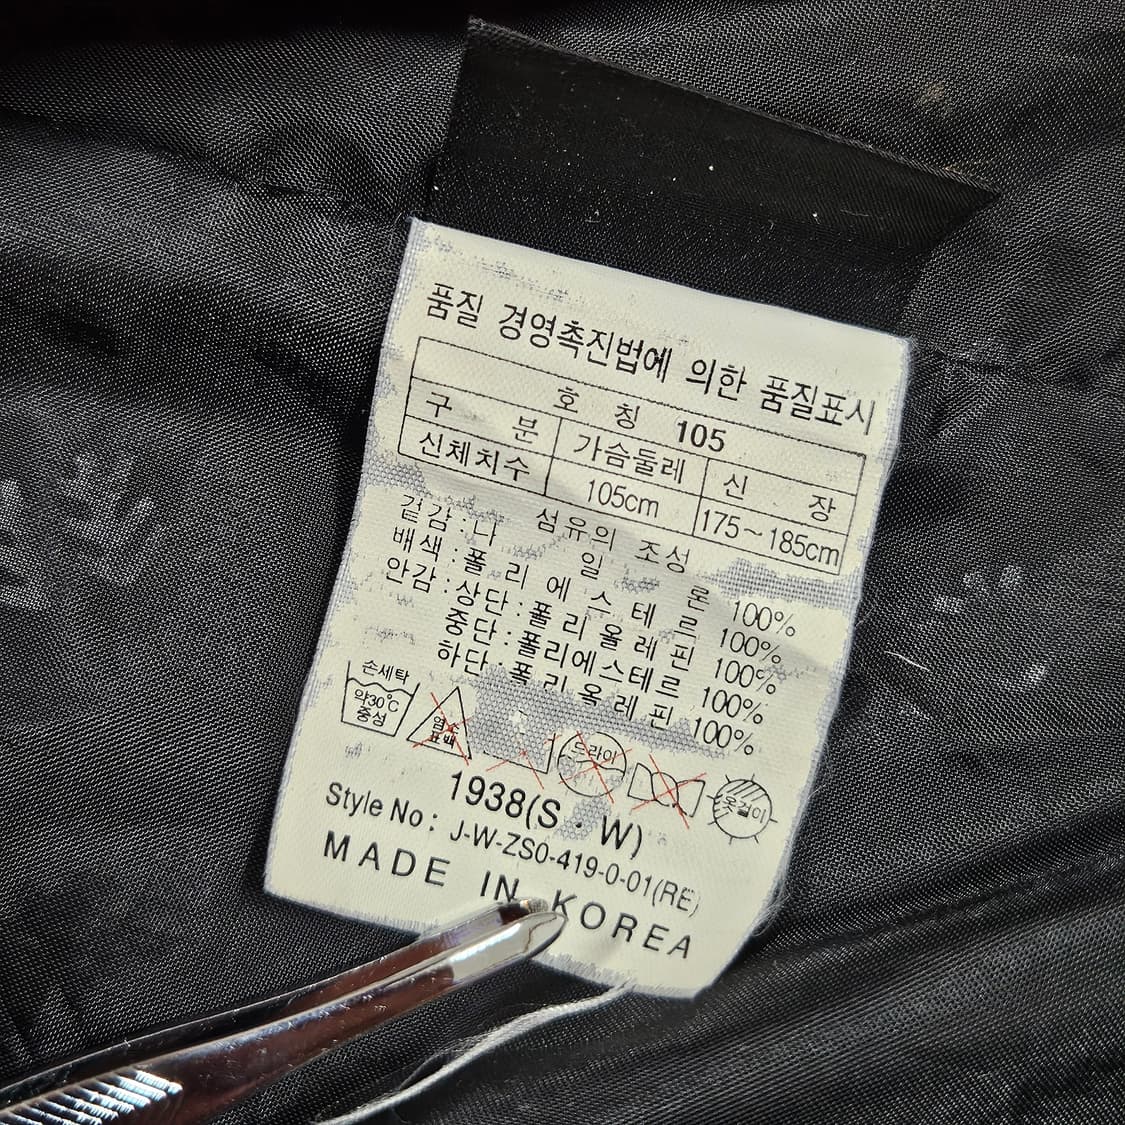 품질 경영촉진법에 의한 품질표시
호 칭 105
구 분 가슴둘레 신 장
신체치수 105cm 175~185cm
섬유의 조성
겉감: 나 일 론 100%
배색: 폴 리 에 스 테 르 100%
안감: 상단: 폴 리 올 레 핀 100%
중단: 폴리에스테르 100%
하단: 폴 리 올 레 핀 100%
손세탁
약30℃
중성
염소
표백
드라이
옷걸이
1938(S · W)
Style No: J-W-ZS0-419-0-01(RE)
MADE IN KOREA